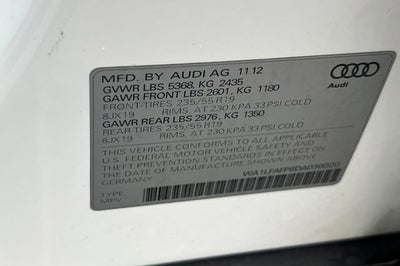 MFD. BY AUDI AG 11 12
GVWR LBS 5368, KG 2435
GAWR FRONT LBS 2601, KG 1180
FRONT-TIRES 235/55 R19
8JX19 RIMS, AT 230 KPA 33 PSI COLD
GAWR REAR LBS 2976, KG 1350
REAR-TIRES 235/55 R19
8JX19 RIMS, AT 230 KPA 33 PSI COLD
THIS VEHICLE CONFORMS TO ALL APPLICABLE
U.S. FEDERAL MOTOR VEHICLE SAFETY AND
THEFT-PREVENTION STANDARDS IN EFFECT ON THE
DATE OF MANUFACTURE SHOWN ABOVE
GERMANY
TYPE:
MPV
Audi